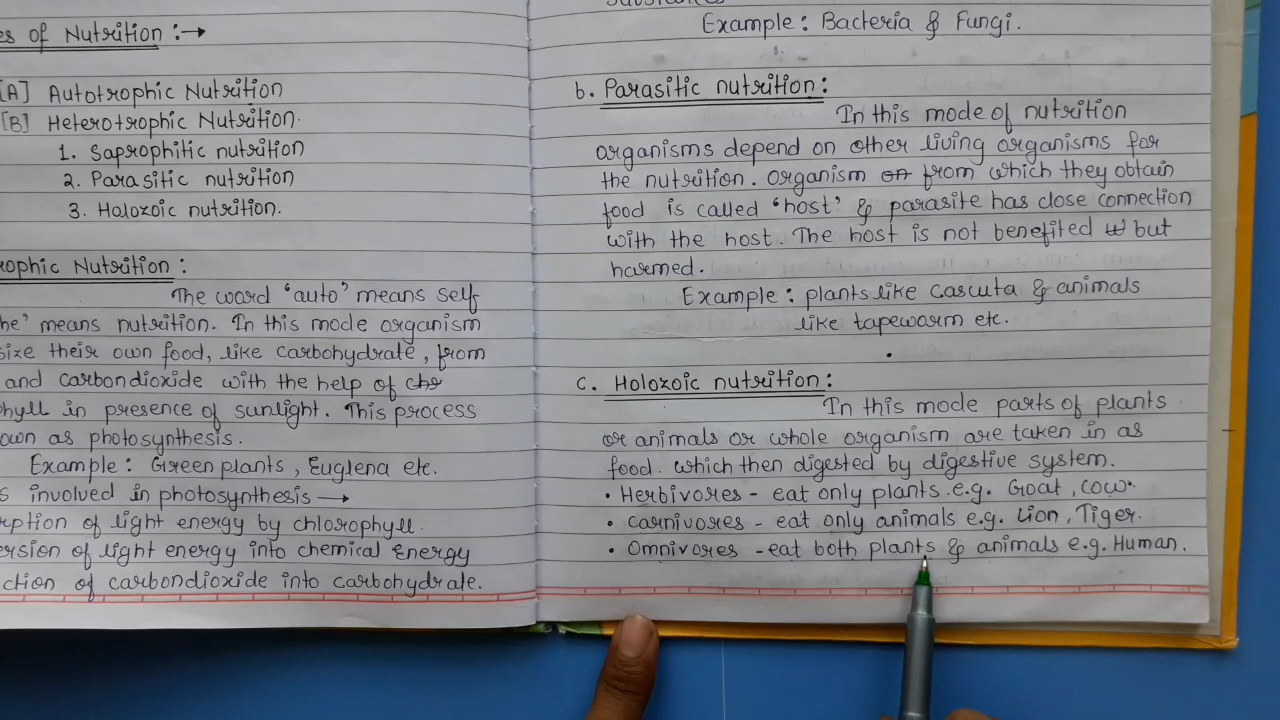 es of Nutrition :→
[A] Autotrophic Nutrition
[B] Heterotrophic Nutrition.
1. Saprophitic nutrition
2. Parasitic nutrition
3. Holozoic nutrition.
rophic Nutrition :
The word 'auto' means self
he' means nutrition. In this mode organism
size their own food, like carbohydrate, from
and carbondioxide with the help of cho
hyll in presence of sunlight. This process
own as photosynthesis.
Example : Green plants, Euglena etc.
s involved in photosynthesis →
rption of light energy by chlorophyll.
ersion of light energy into chemical Energy
ction of carbondioxide into carbohydrate.
Example : Bacteria & Fungi.
b. Parasitic nutrition :
In this mode of nutrition
organisms depend on other living organisms for
the nutrition. organism from which they obtain
food is called 'host' & parasite has close connection
with the host. The host is not benefited but
harmed.
Example : plants like Cascuta & animals
like tapeworm etc.
c. Holozoic nutrition :
In this mode parts of plants
or animals or whole organism are taken in as
food. which then digested by digestive system.
• Herbivores - eat only plants. e.g. Goat, Cow.
• Carnivores - eat only animals e.g. Lion, Tiger.
• Omnivores - eat both plants & animals e.g. Human.